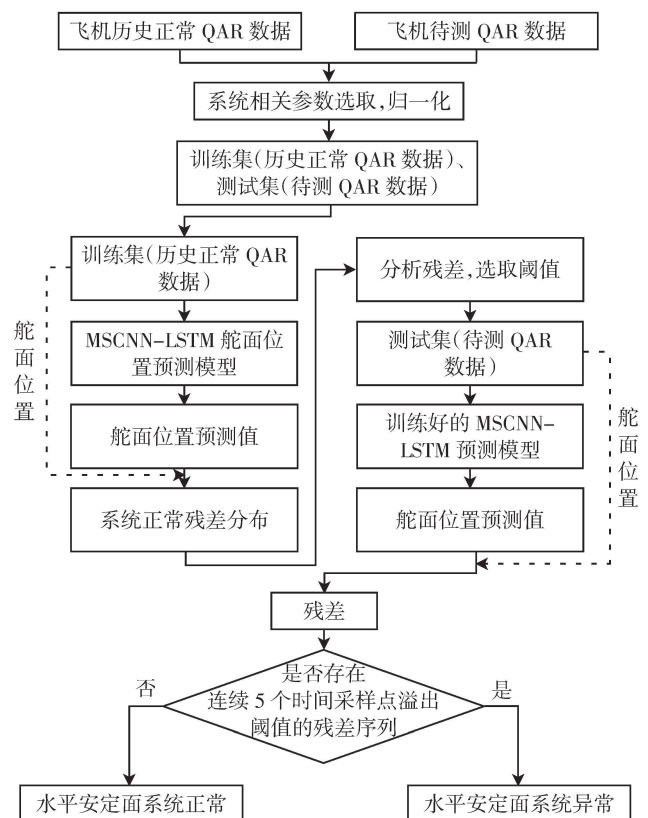 飞机历史正常 QAR 数据
飞机待测 QAR 数据
系统相关参数选取,归一化
训练集(历史正常 QAR 数据)、
测试集(待测 QAR 数据)
训练集(历史正常 QAR
数据)
MSCNN-LSTM 舵面位
置预测模型
舵面位置预测值
系统正常残差分布
舵面位置
分析残差,选取阈值
测试集(待测 QAR
数据)
训练好的 MSCNN-
LSTM 预测模型
舵面位置预测值
舵面位置
残差
是否存在
连续 5 个时间采样点溢出
阈值的残差序列
否
是
水平安定面系统正常
水平安定面系统异常